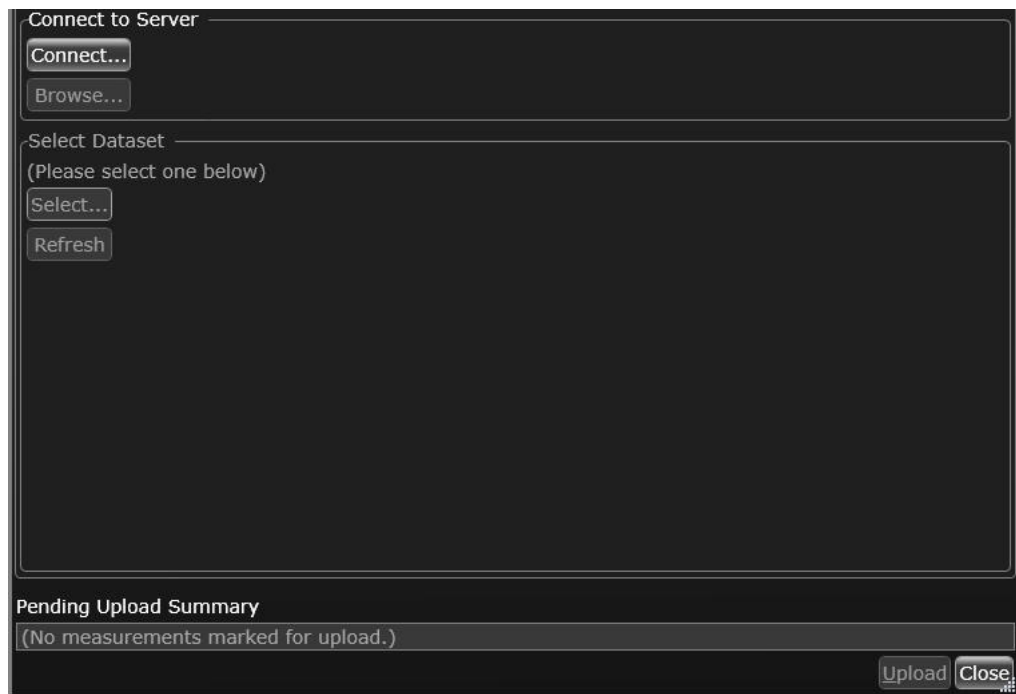 Connect to Server
Connect...
Browse...
Select Dataset
(Please select one below)
Select...
Refresh
Pending Upload Summary
(No measurements marked for upload.)
Upload Close